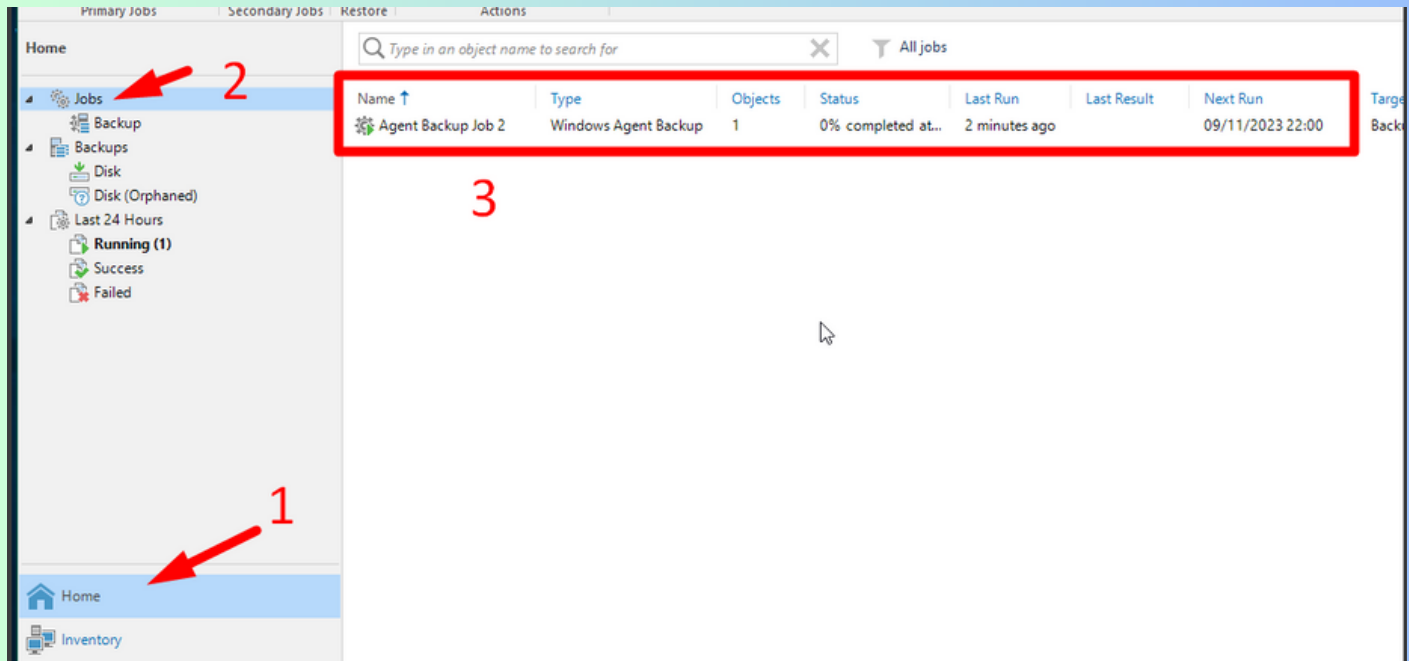 Primary Jobs Secondary Jobs Restore Actions
Home
Type in an object name to search for All jobs
2
Jobs
Backup
Backups
Disk
Disk (Orphaned)
Last 24 Hours
Running (1)
Success
Failed
Name Type Objects Status Last Run Last Result Next Run Targe
Agent Backup Job 2 Windows Agent Backup 1 0% completed at... 2 minutes ago 09/11/2023 22:00 Backu
3
1
Home
Inventory